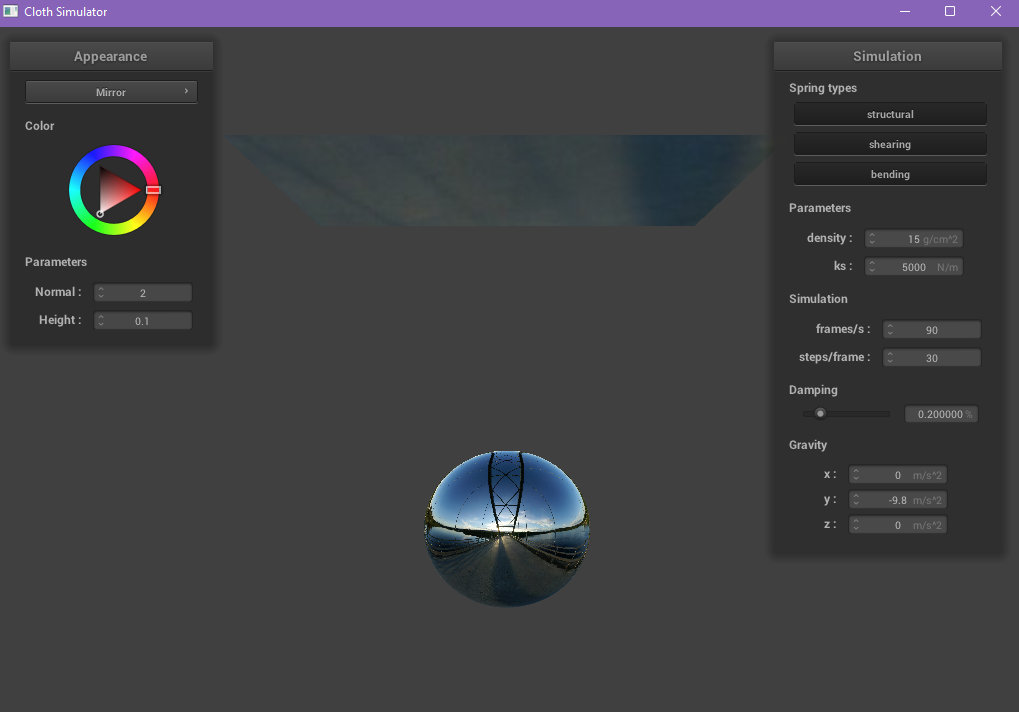 Cloth Simulator
Appearance
Mirror
Color
Parameters
Normal : 2
Height : 0.1
Simulation
Spring types
structural
shearing
bending
Parameters
density : 15 g/cm^2
ks : 5000 N/m
Simulation
frames/s : 90
steps/frame : 30
Damping
0.200000 %
Gravity
x : 0 m/s^2
y : -9.8 m/s^2
z : 0 m/s^2